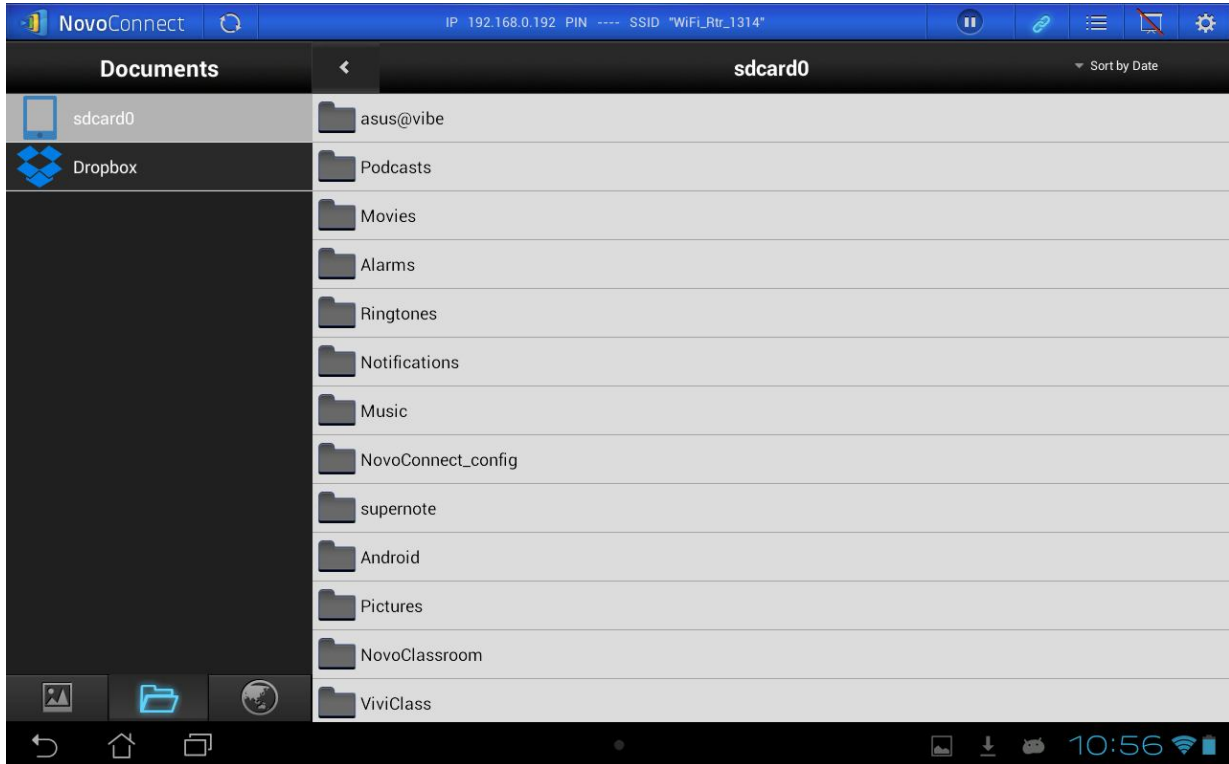 NovoConnect IP 192.168.0.192 PIN ---- SSID "WiFi_Rtr_1314"
Documents
sdcard0
Sort by Date
sdcard0
Dropbox
asus@vibe
Podcasts
Movies
Alarms
Ringtones
Notifications
Music
NovoConnect_config
supernote
Android
Pictures
NovoClassroom
ViviClass
10:56